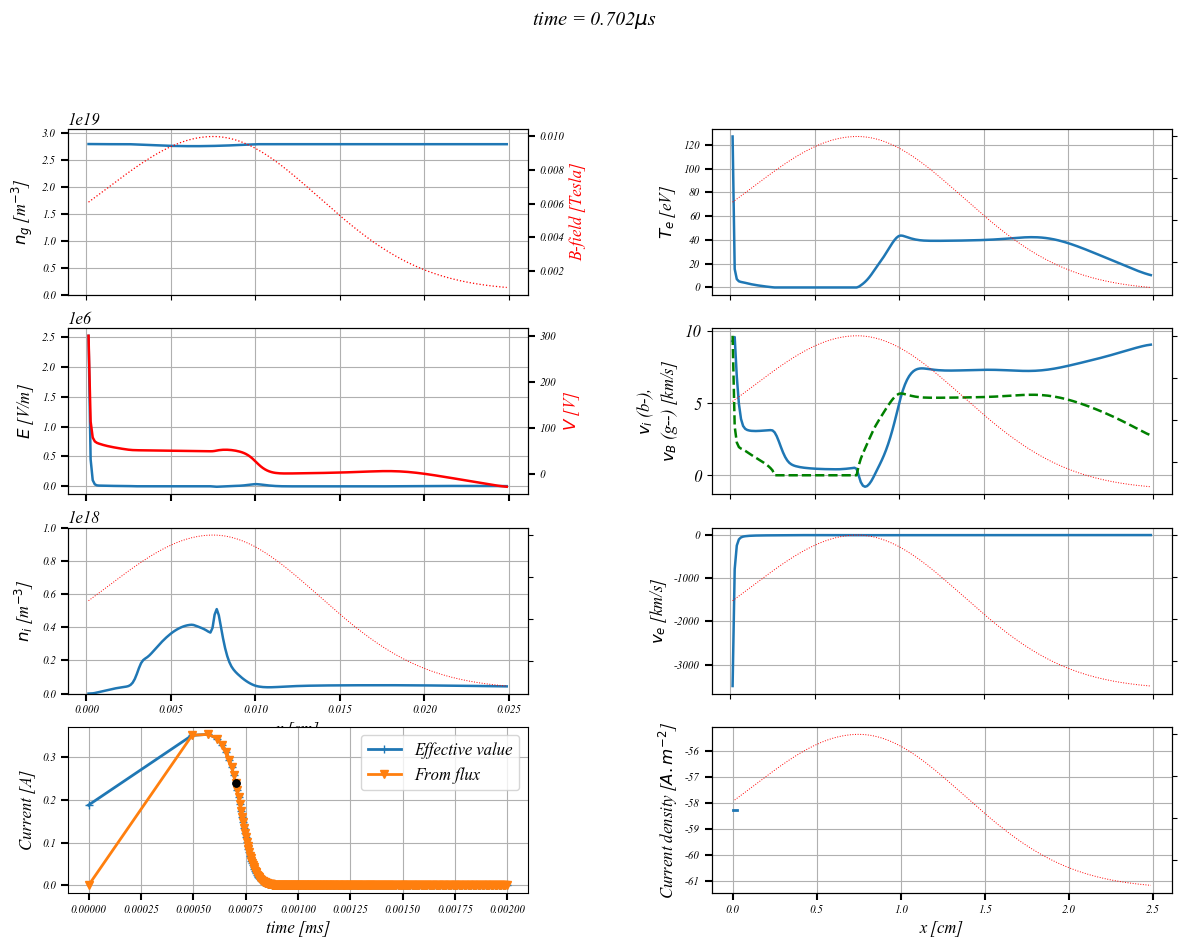 time = 0.702μs
1e19
n_g [m⁻³]
3.0
2.5
2.0
1.5
1.0
0.5
0.0
0.010
0.008
0.006
0.004
0.002
B-field [Tesla]
T_e [eV]
120
100
80
60
40
20
0
1e6
E [V/m]
2.5
2.0
1.5
1.0
0.5
0.0
300
200
100
0
V [V]
v_i (b-),
v_B (g--) [km/s]
10
5
0
1e18
n_i [m⁻³]
1.0
0.8
0.6
0.4
0.2
0.0
0.000 0.005 0.010 0.015 0.020 0.025
v_e [km/s]
0
-1000
-2000
-3000
Current [A]
0.3
0.2
0.1
0.0
Effective value
From flux
0.00000 0.00025 0.00050 0.00075 0.00100 0.00125 0.00150 0.00175 0.00200
time [ms]
Current density [A.m⁻²]
-56
-57
-58
-59
-60
-61
0.0 0.5 1.0 1.5 2.0 2.5
x [cm]